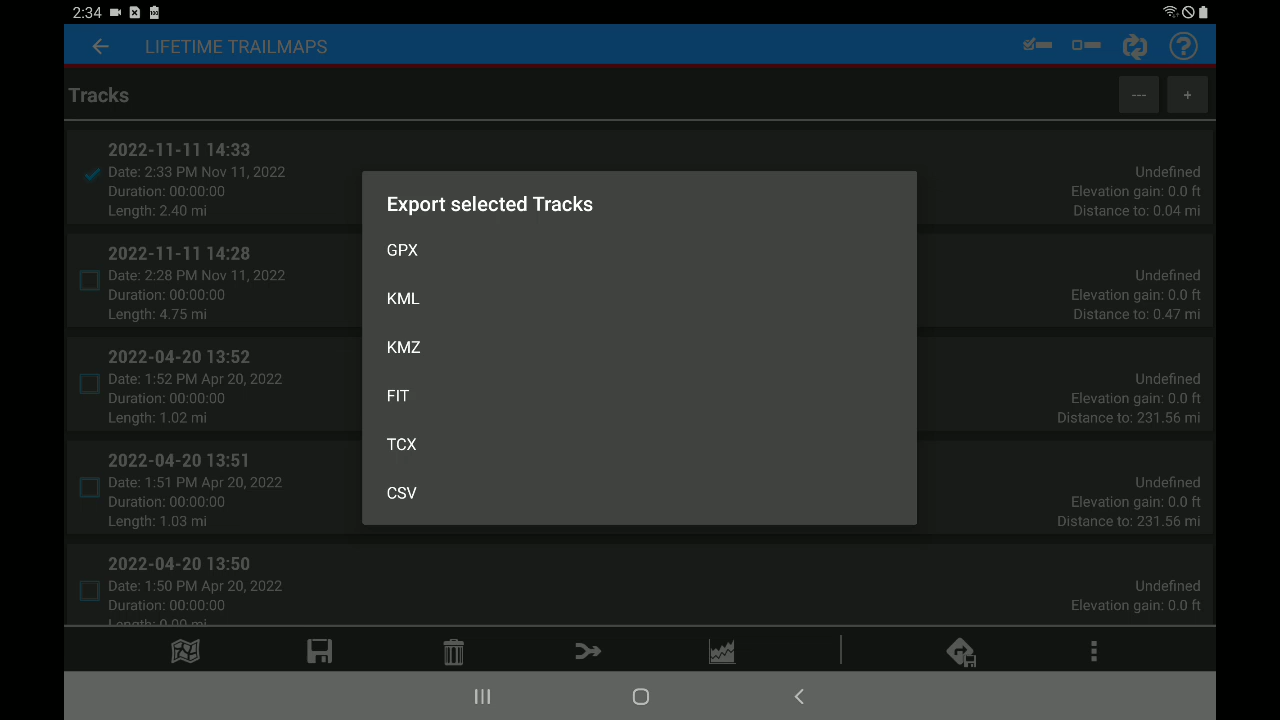 2:34
LIFETIME TRAILMAPS
Tracks
---
+
2022-11-11 14:33
Date: 2:33 PM Nov 11, 2022
Undefined
Duration: 00:00:00
Elevation gain: 0.0 ft
Length: 2.40 mi
Distance to: 0.04 mi
2022-11-11 14:28
Date: 2:28 PM Nov 11, 2022
Undefined
Duration: 00:00:00
Elevation gain: 0.0 ft
Length: 4.75 mi
Distance to: 0.47 mi
2022-04-20 13:52
Date: 1:52 PM Apr 20, 2022
Undefined
Duration: 00:00:00
Elevation gain: 0.0 ft
Length: 1.02 mi
Distance to: 231.56 mi
2022-04-20 13:51
Date: 1:51 PM Apr 20, 2022
Undefined
Duration: 00:00:00
Elevation gain: 0.0 ft
Length: 1.03 mi
Distance to: 231.56 mi
2022-04-20 13:50
Date: 1:50 PM Apr 20, 2022
Undefined
Duration: 00:00:00
Elevation gain: 0.0 ft
Length: 0.00 mi
Export selected Tracks
GPX
KML
KMZ
FIT
TCX
CSV